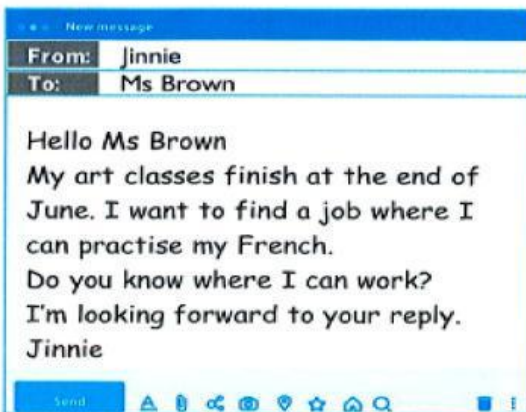 New message
From: Jinnie
To: Ms Brown
Hello Ms Brown
My art classes finish at the end of
June. I want to find a job where I
can practise my French.
Do you know where I can work?
I'm looking forward to your reply.
Jinnie
Send